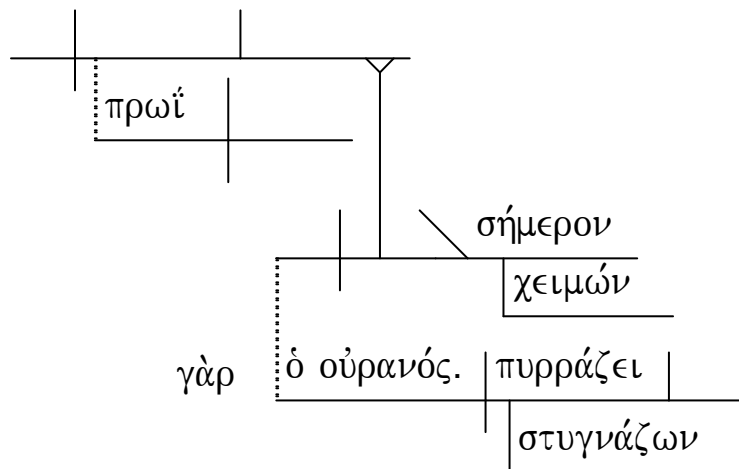 πρωΐ
σήμερον
χειμών
γὰρ ὁ οὐρανός. πυρράζει
στυγνάζων